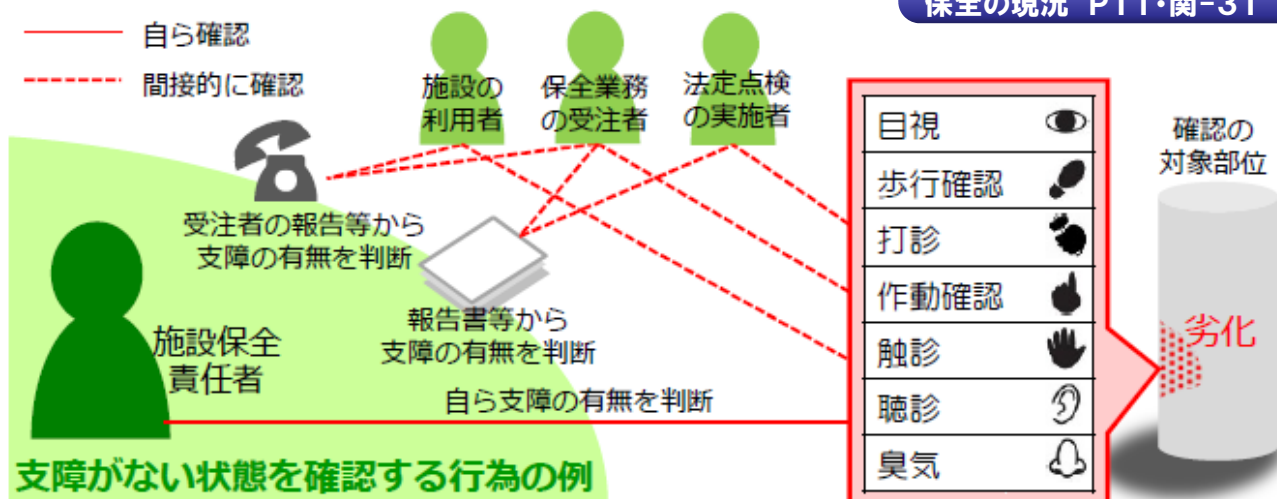 保全の現況 P11・関-31
自ら確認
間接的に確認
施設の
利用者
保全業務
の受注者
法定点検
の実施者
受注者の報告等から
支障の有無を判断
報告書等から
支障の有無を判断
施設保全
責任者
自ら支障の有無を判断
支障がない状態を確認する行為の例
目視
歩行確認
打診
作動確認
触診
聴診
臭気
確認の
対象部位
劣化